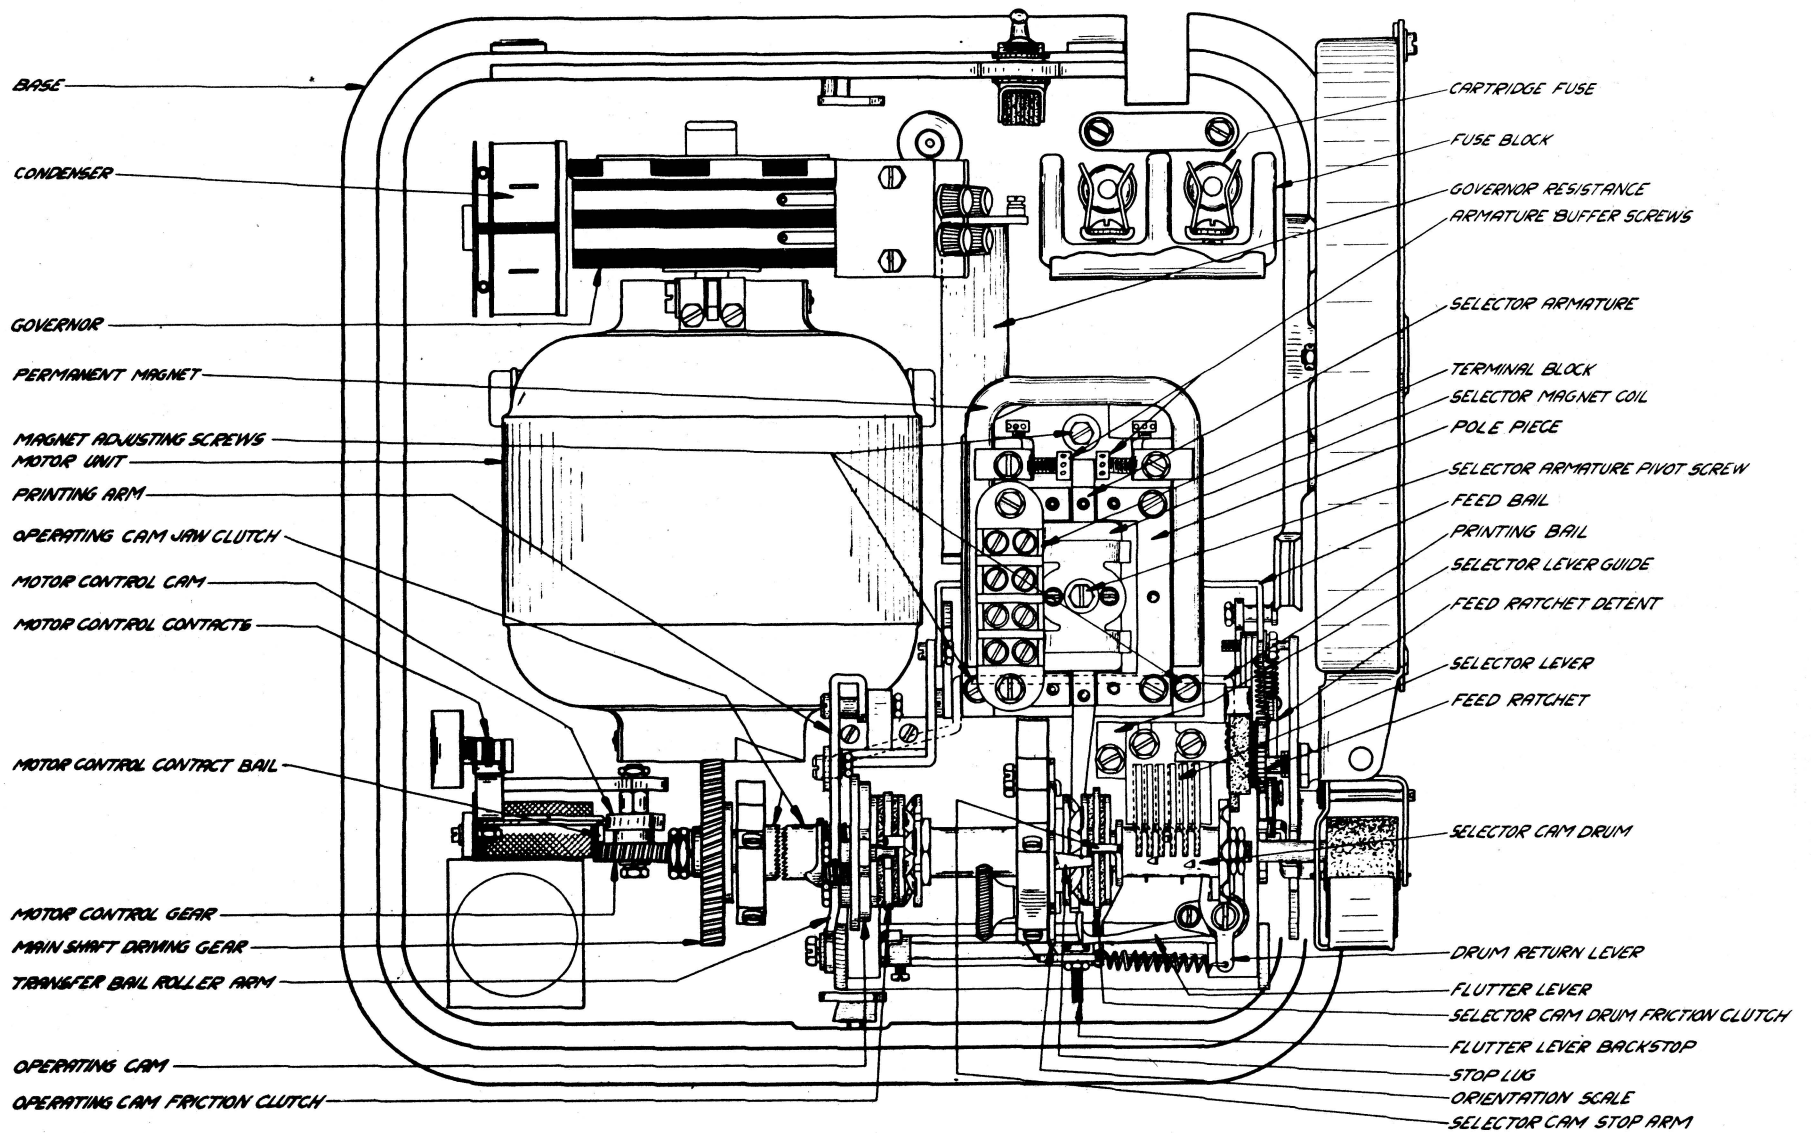 BASE
CONDENSER
GOVERNOR
PERMANENT MAGNET
MAGNET ADJUSTING SCREWS
MOTOR UNIT
PRINTING ARM
OPERATING CAM JAW CLUTCH
MOTOR CONTROL CAM
MOTOR CONTROL CONTACTS
MOTOR CONTROL CONTACT BAIL
MOTOR CONTROL GEAR
MAIN SHAFT DRIVING GEAR
TRANSFER BAIL ROLLER ARM
OPERATING CAM
OPERATING CAM FRICTION CLUTCH
CARTRIDGE FUSE
FUSE BLOCK
GOVERNOR RESISTANCE
ARMATURE BUFFER SCREWS
SELECTOR ARMATURE
TERMINAL BLOCK
SELECTOR MAGNET COIL
POLE PIECE
SELECTOR ARMATURE PIVOT SCREW
FEED BAIL
PRINTING BAIL
SELECTOR LEVER GUIDE
FEED RATCHET DETENT
SELECTOR LEVER
FEED RATCHET
SELECTOR CAM DRUM
DRUM RETURN LEVER
FLUTTER LEVER
SELECTOR CAM DRUM FRICTION CLUTCH
FLUTTER LEVER BACKSTOP
STOP LUG
ORIENTATION SCALE
SELECTOR CAM STOP ARM